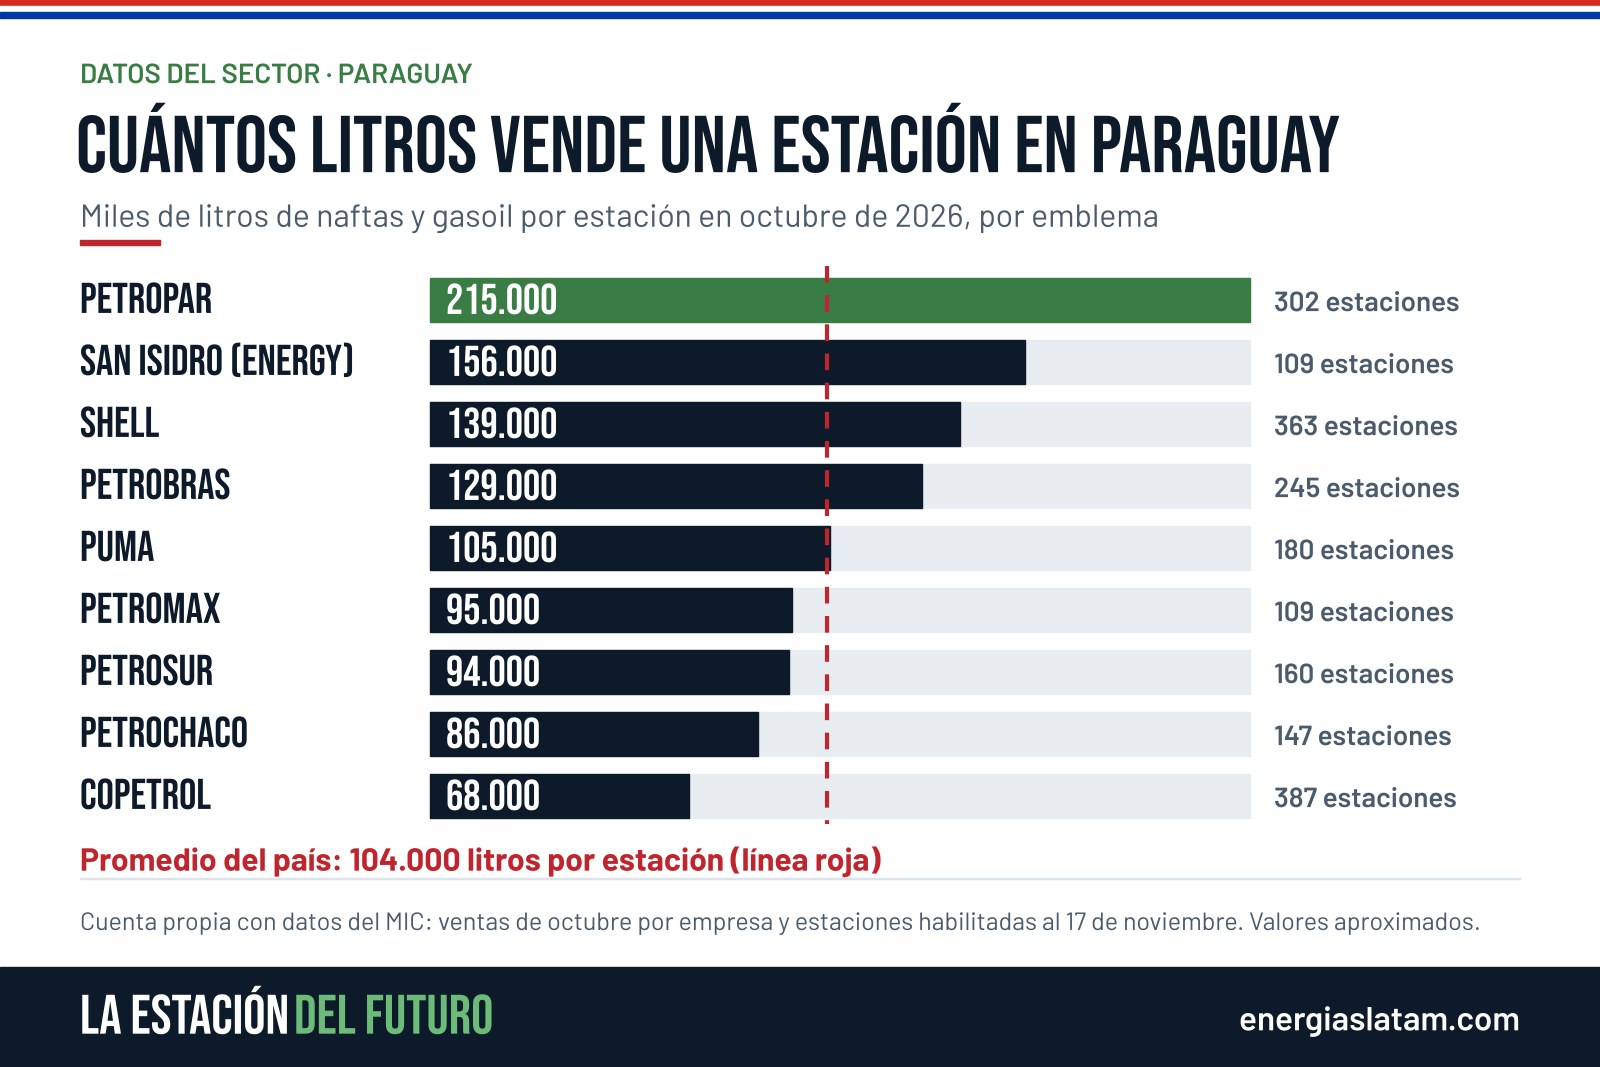 DATOS DEL SECTOR · PARAGUAY
CUÁNTOS LITROS VENDE UNA ESTACIÓN EN PARAGUAY
Miles de litros de naftas y gasoil por estación en octubre de 2026, por emblema
PETROPAR 215.000 302 estaciones
SAN ISIDRO (ENERGY) 156.000 109 estaciones
SHELL 139.000 363 estaciones
PETROBRAS 129.000 245 estaciones
PUMA 105.000 180 estaciones
PETROMAX 95.000 109 estaciones
PETROSUR 94.000 160 estaciones
PETROCHACO 86.000 147 estaciones
COPETROL 68.000 387 estaciones
Promedio del país: 104.000 litros por estación (línea roja)
Cuenta propia con datos del MIC: ventas de octubre por empresa y estaciones habilitadas al 17 de noviembre. Valores aproximados.
LA ESTACIÓN DEL FUTURO energiaslatam.com